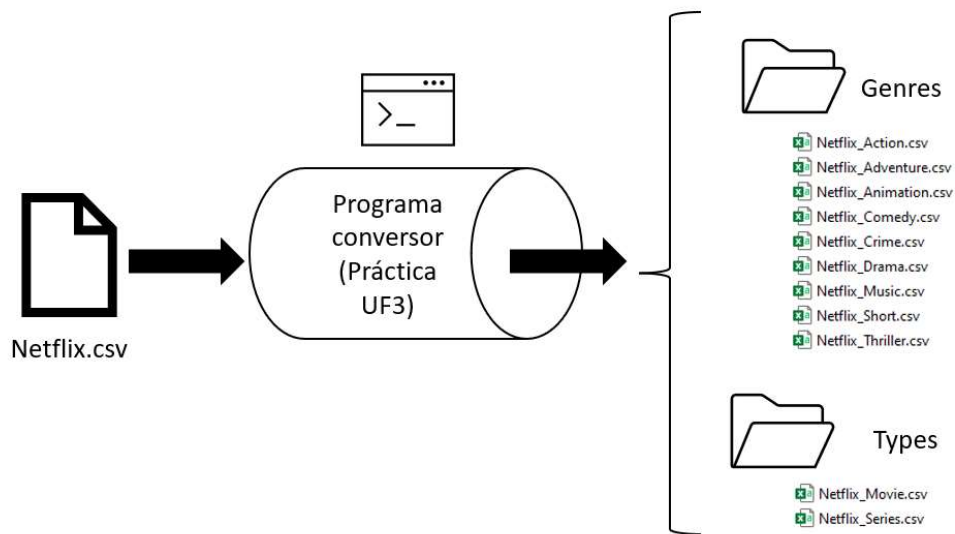 Netflix.csv
>_
Programa
conversor
(Práctica
UF3)
Genres
Netflix_Action.csv
Netflix_Adventure.csv
Netflix_Animation.csv
Netflix_Comedy.csv
Netflix_Crime.csv
Netflix_Drama.csv
Netflix_Music.csv
Netflix_Short.csv
Netflix_Thriller.csv
Types
Netflix_Movie.csv
Netflix_Series.csv